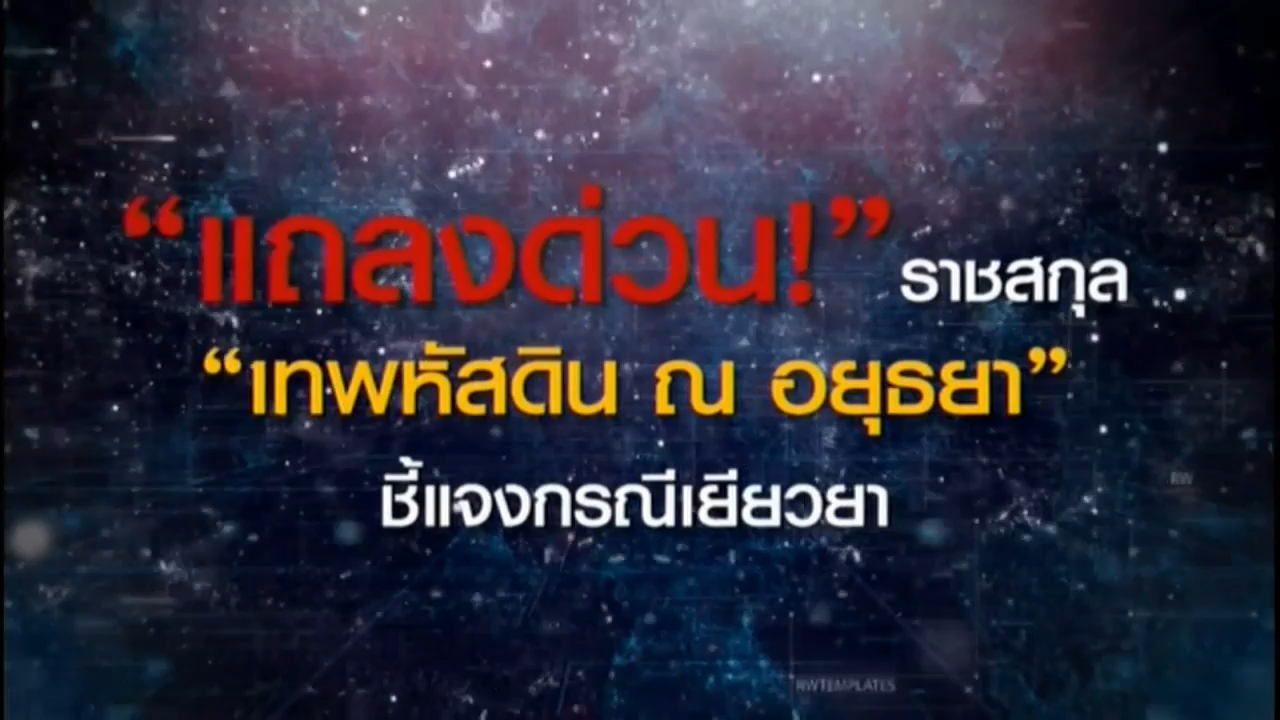 “แถลงด่วน!” ราชสกุล
“เทพหัสดิน ณ อยุธยา”
ชี้แจงกรณีเยียวยา
RW
RWTEMPLATES